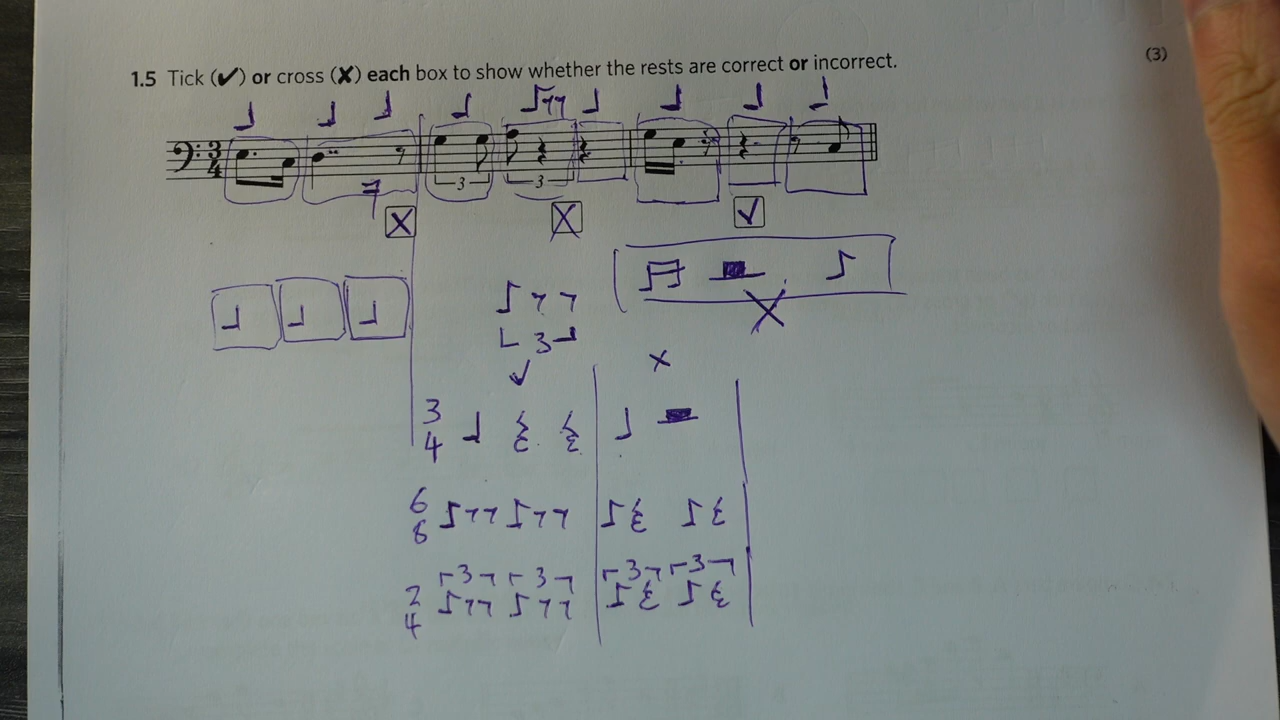 (3)
1.5 Tick (✔) or cross (✘) each box to show whether the rests are correct or incorrect.
3
4
3
3
X
X
✓
3
X
✓
x
3
4
6
8
3 3 3 3
2
4